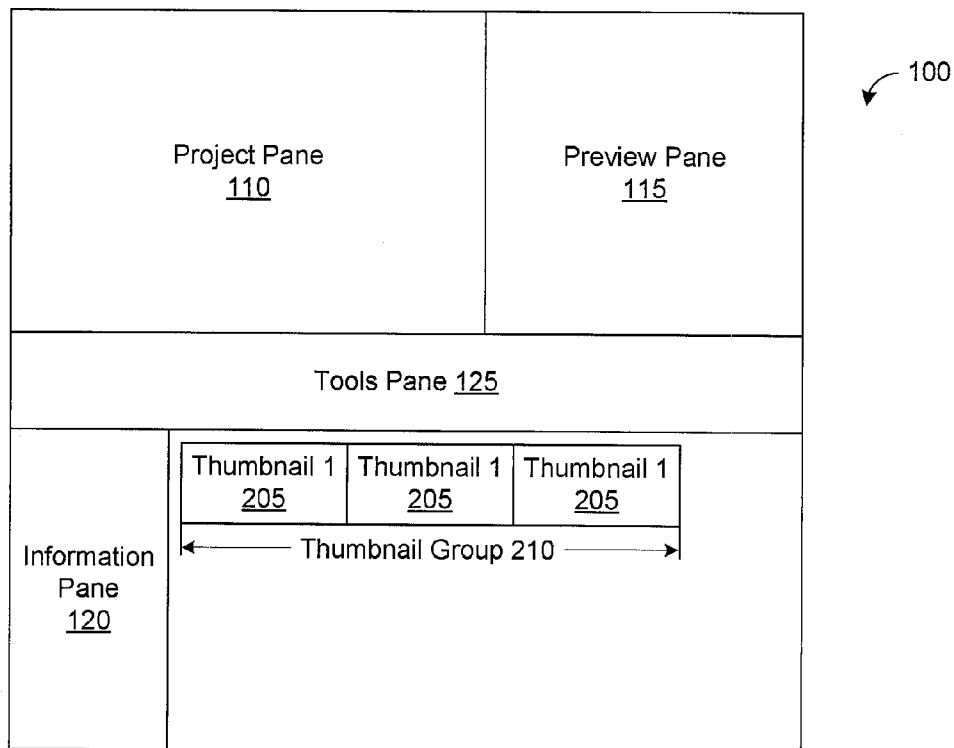 100
Project Pane
110
Preview Pane
115
Tools Pane 125
Thumbnail 1
205
Thumbnail 1
205
Thumbnail 1
205
Thumbnail Group 210
Information
Pane
120